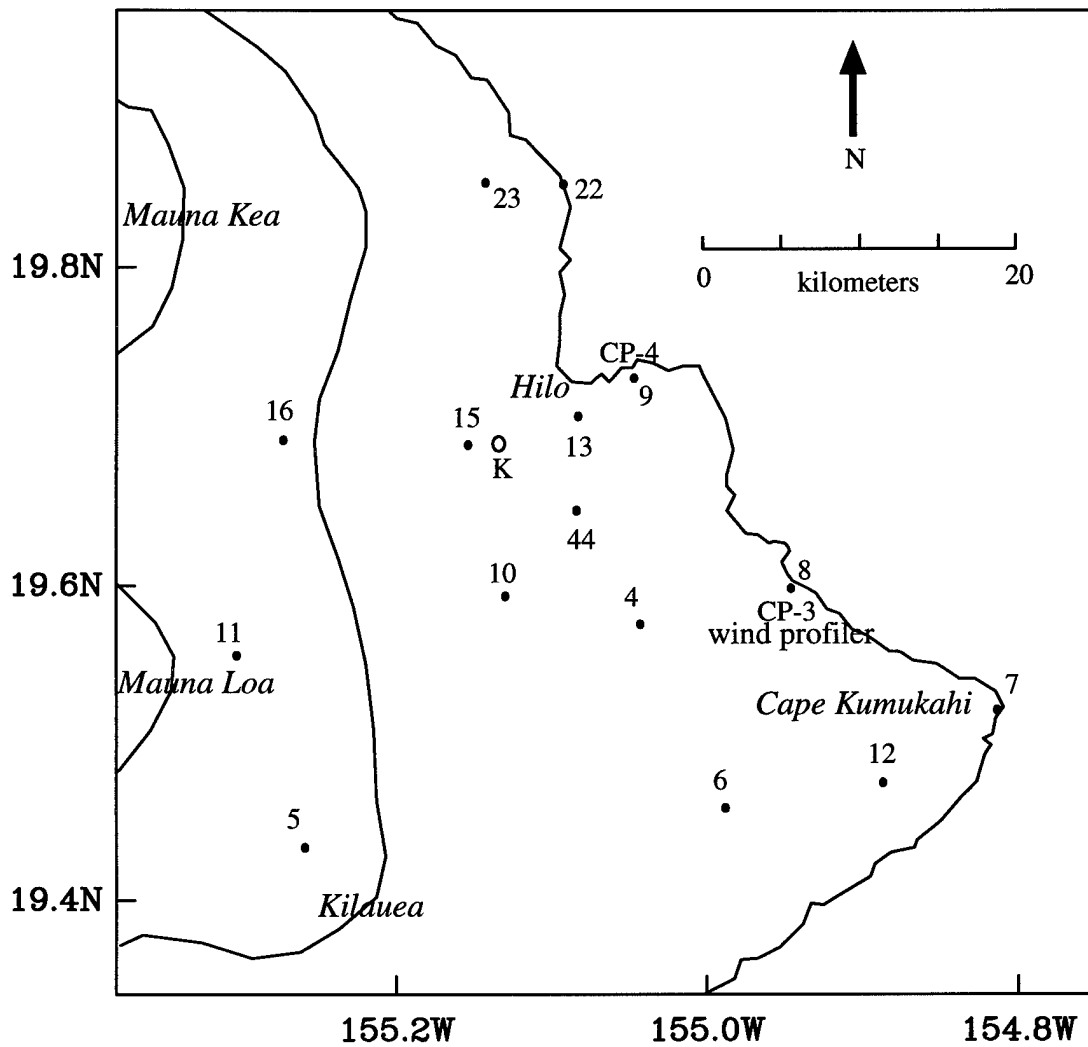 N
23
22
Mauna Kea
19.8N
0
20
kilometers
CP-4
Hilo
9
16
15
13
K
44
19.6N
10
8
4
CP-3
wind profiler
11
Mauna Loa
7
Cape Kumukahi
12
6
5
19.4N
Kilauea
155.2W
155.0W
154.8W